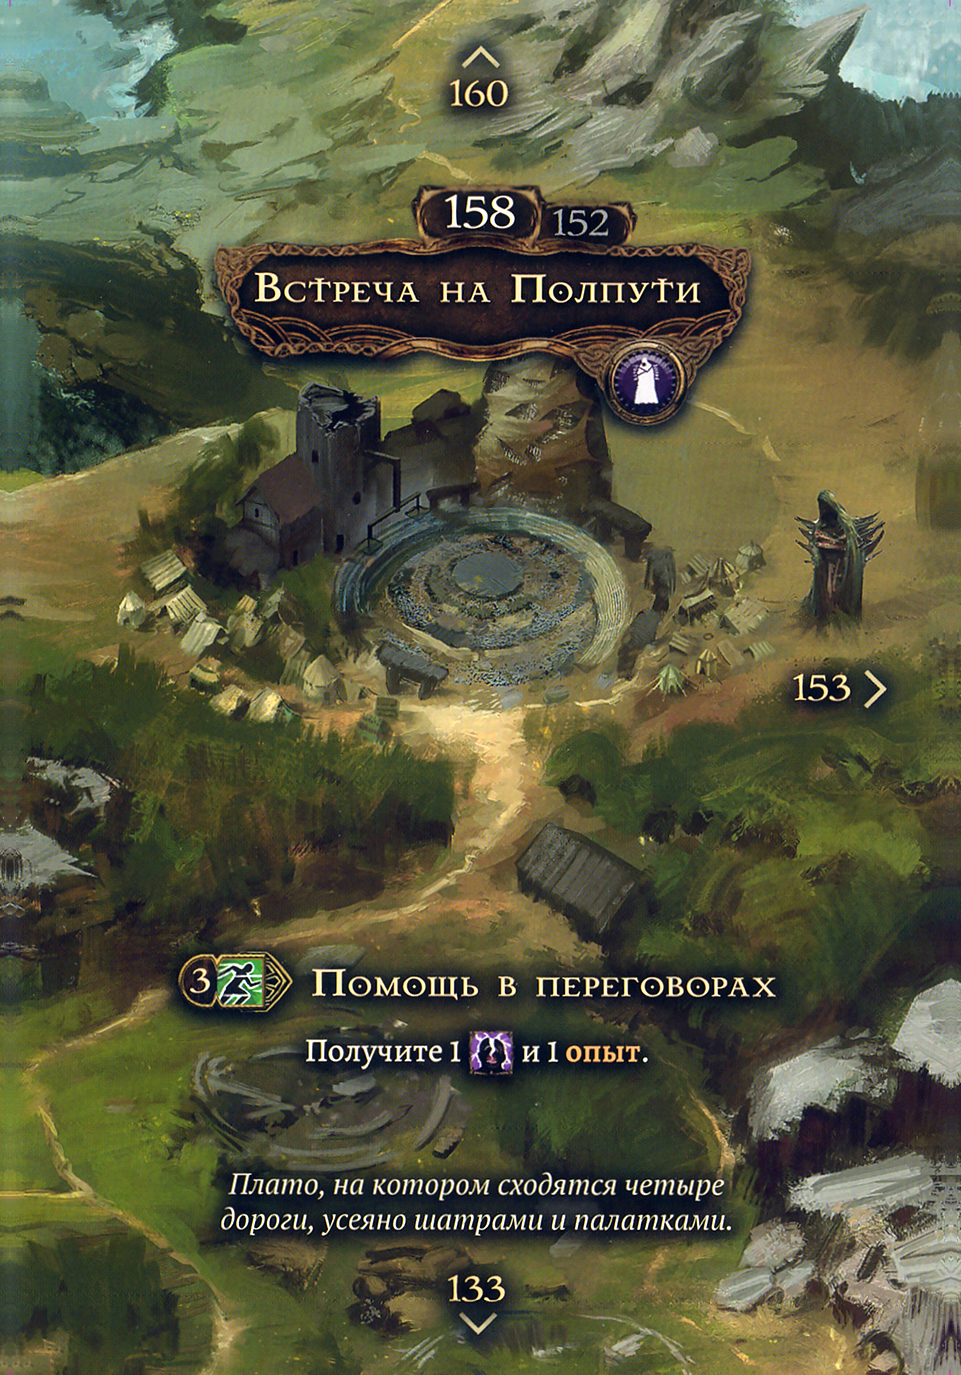 160
158 152
Встреча на Полпути
153
3 Помощь в переговорах
Получите 1 и 1 опыт.
Плато, на котором сходятся четыре
дороги, усеяно шатрами и палатками.
133